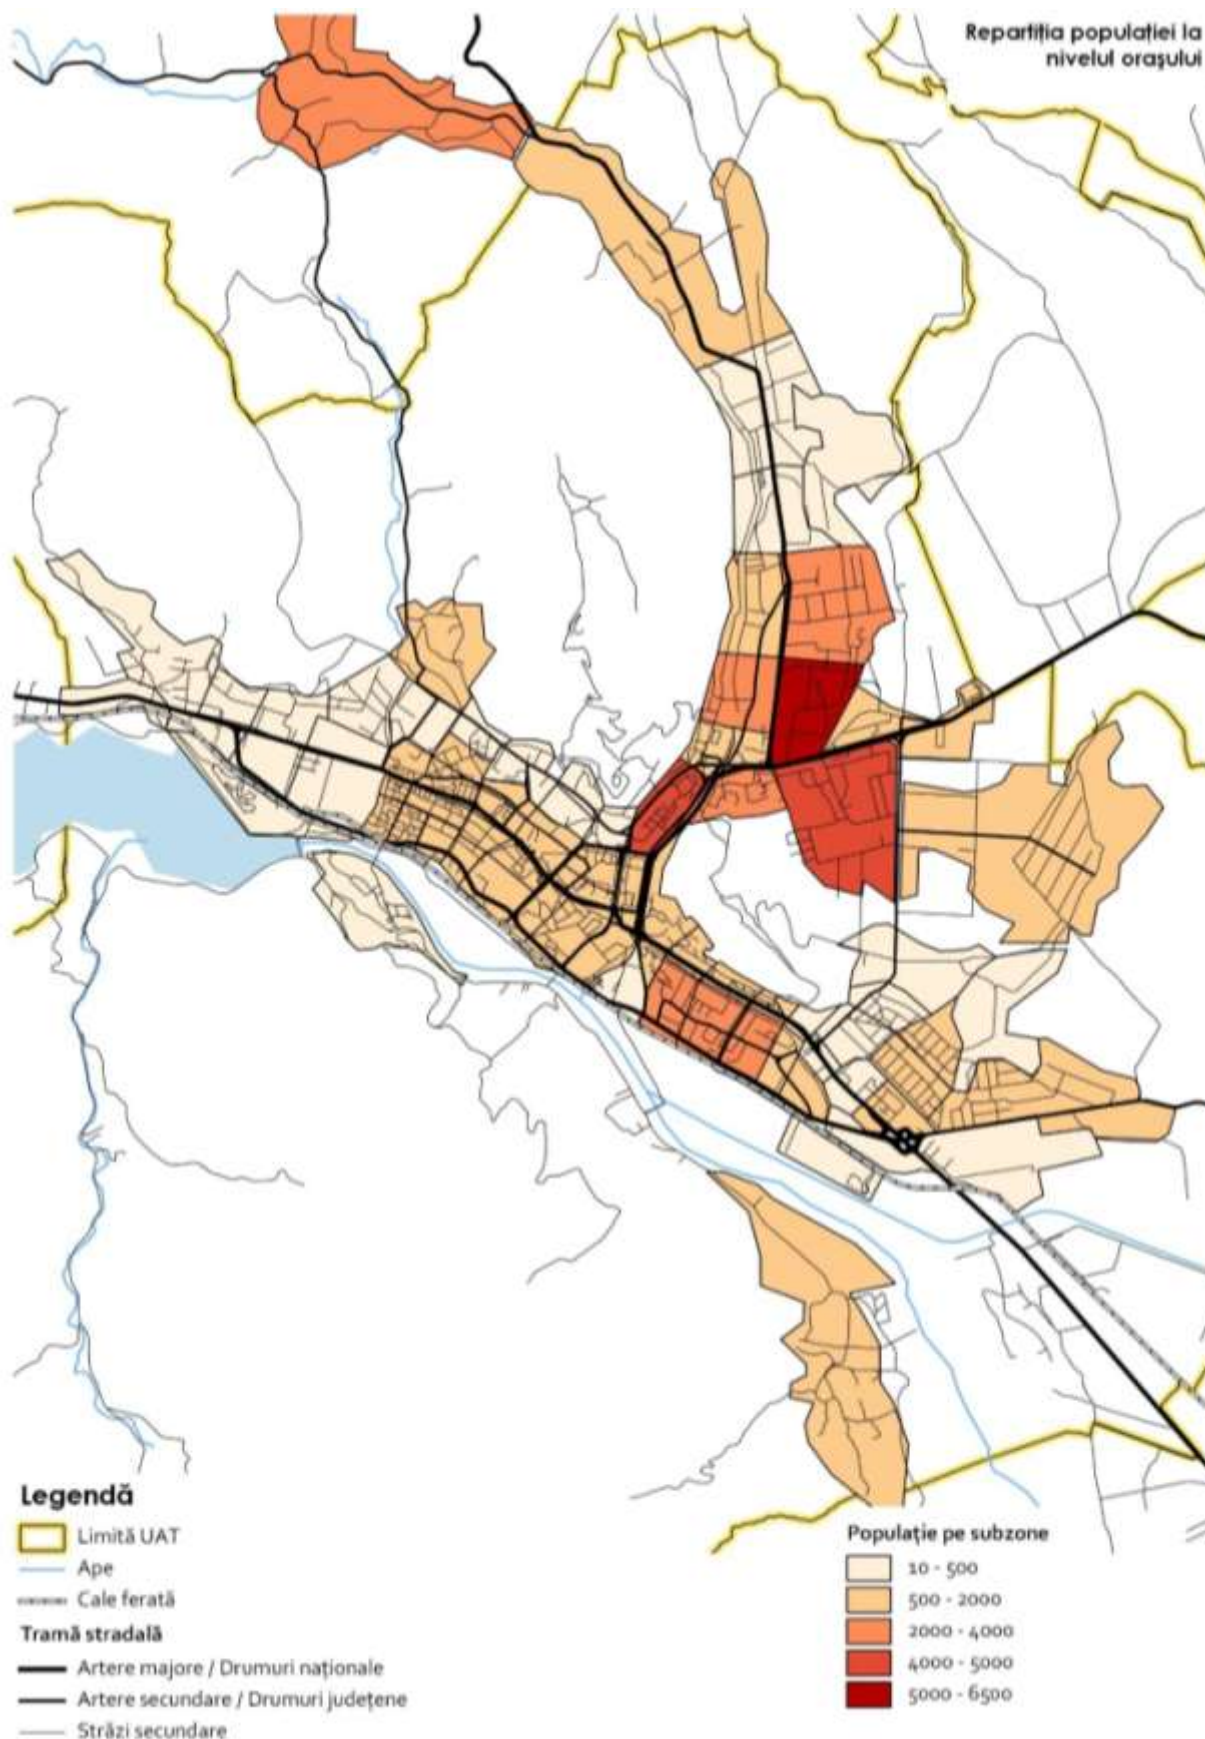 Repartiția populației la
nivelul orașului
Legendă
Limită UAT
Ape
Cale ferată
Tramă stradală
Artere majore / Drumuri naționale
Artere secundare / Drumuri județene
Străzi secundare
Populație pe subzone
10 - 500
500 - 2000
2000 - 4000
4000 - 5000
5000 - 6500